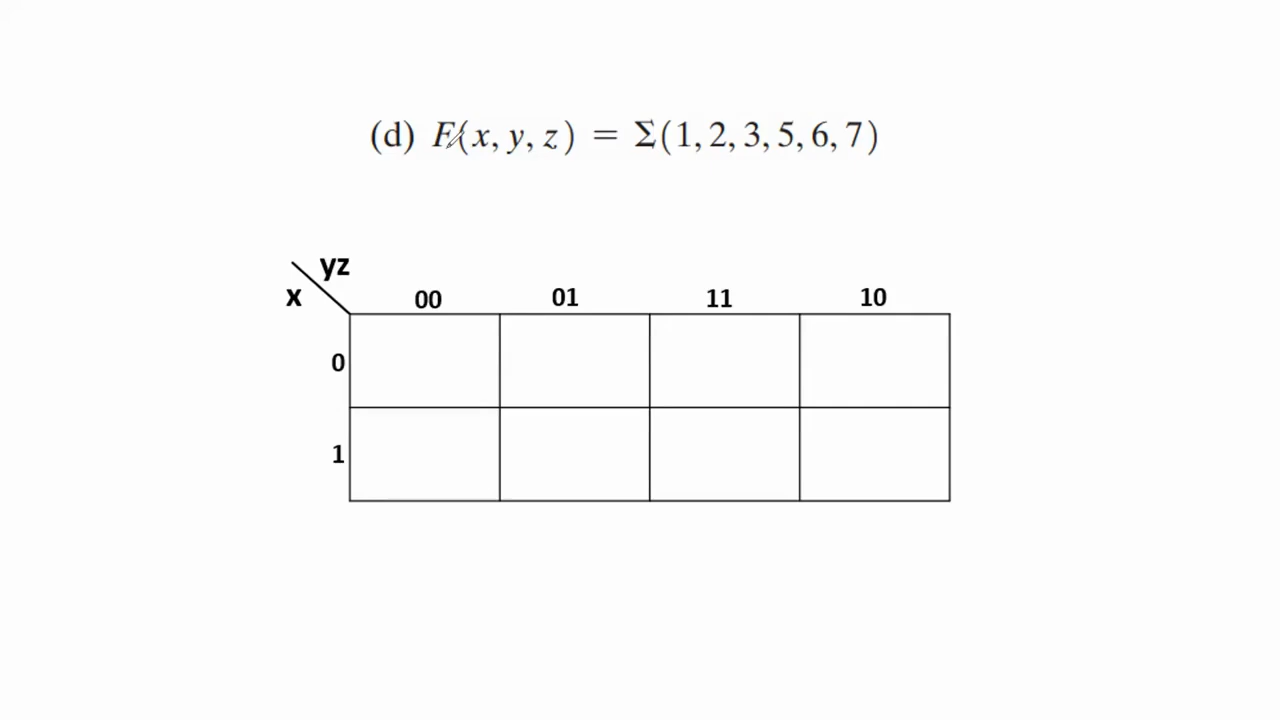 (d) F(x, y, z) = Σ(1, 2, 3, 5, 6, 7)
yz
x
00 01 11 10
0
1